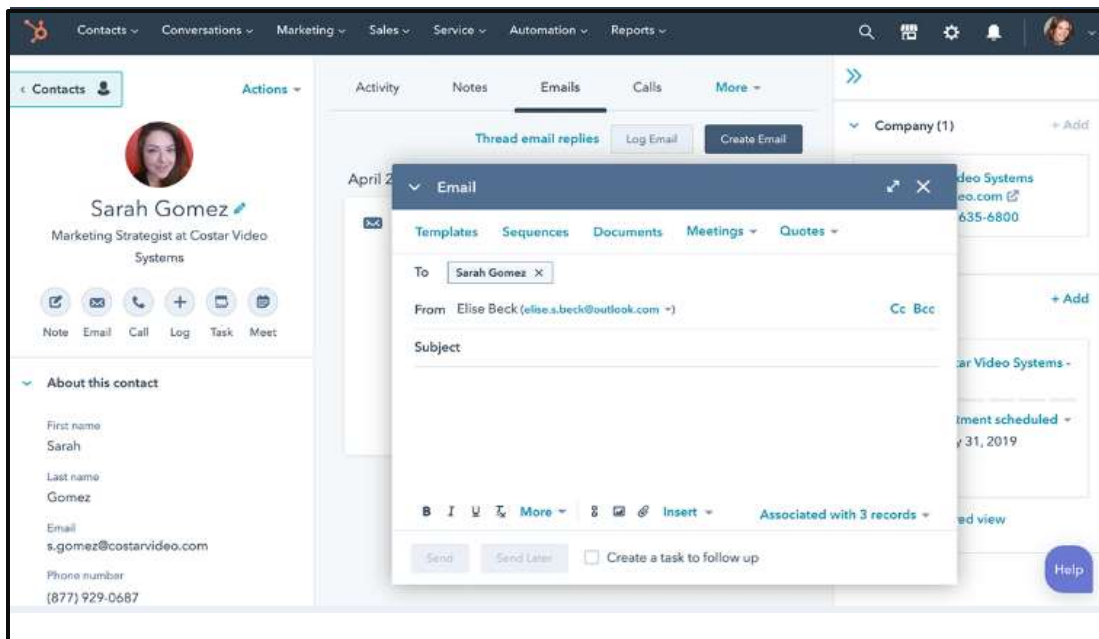 Contacts
Conversations
Marketing
Sales
Service
Automation
Reports
Contacts
Actions
Sarah Gomez
Marketing Strategist at Costar Video
Systems
Note
Email
Call
Log
Task
Meet
About this contact
First name
Sarah
Last name
Gomez
Email
s.gomez@costarvideo.com
Phone number
(877) 929-0687
Activity
Notes
Emails
Calls
More
Thread email replies
Log Email
Create Email
April 2
Email
Templates
Sequences
Documents
Meetings
Quotes
To
Sarah Gomez
From Elise Beck (elise.s.beck@outlook.com)
Cc Bcc
Subject
B I U Tx More
Insert
Associated with 3 records
Send
Send Later
Create a task to follow up
Company (1)
+ Add
deo Systems
eo.com
635-6800
+ Add
ar Video Systems -
tment scheduled
31, 2019
ed view
Help